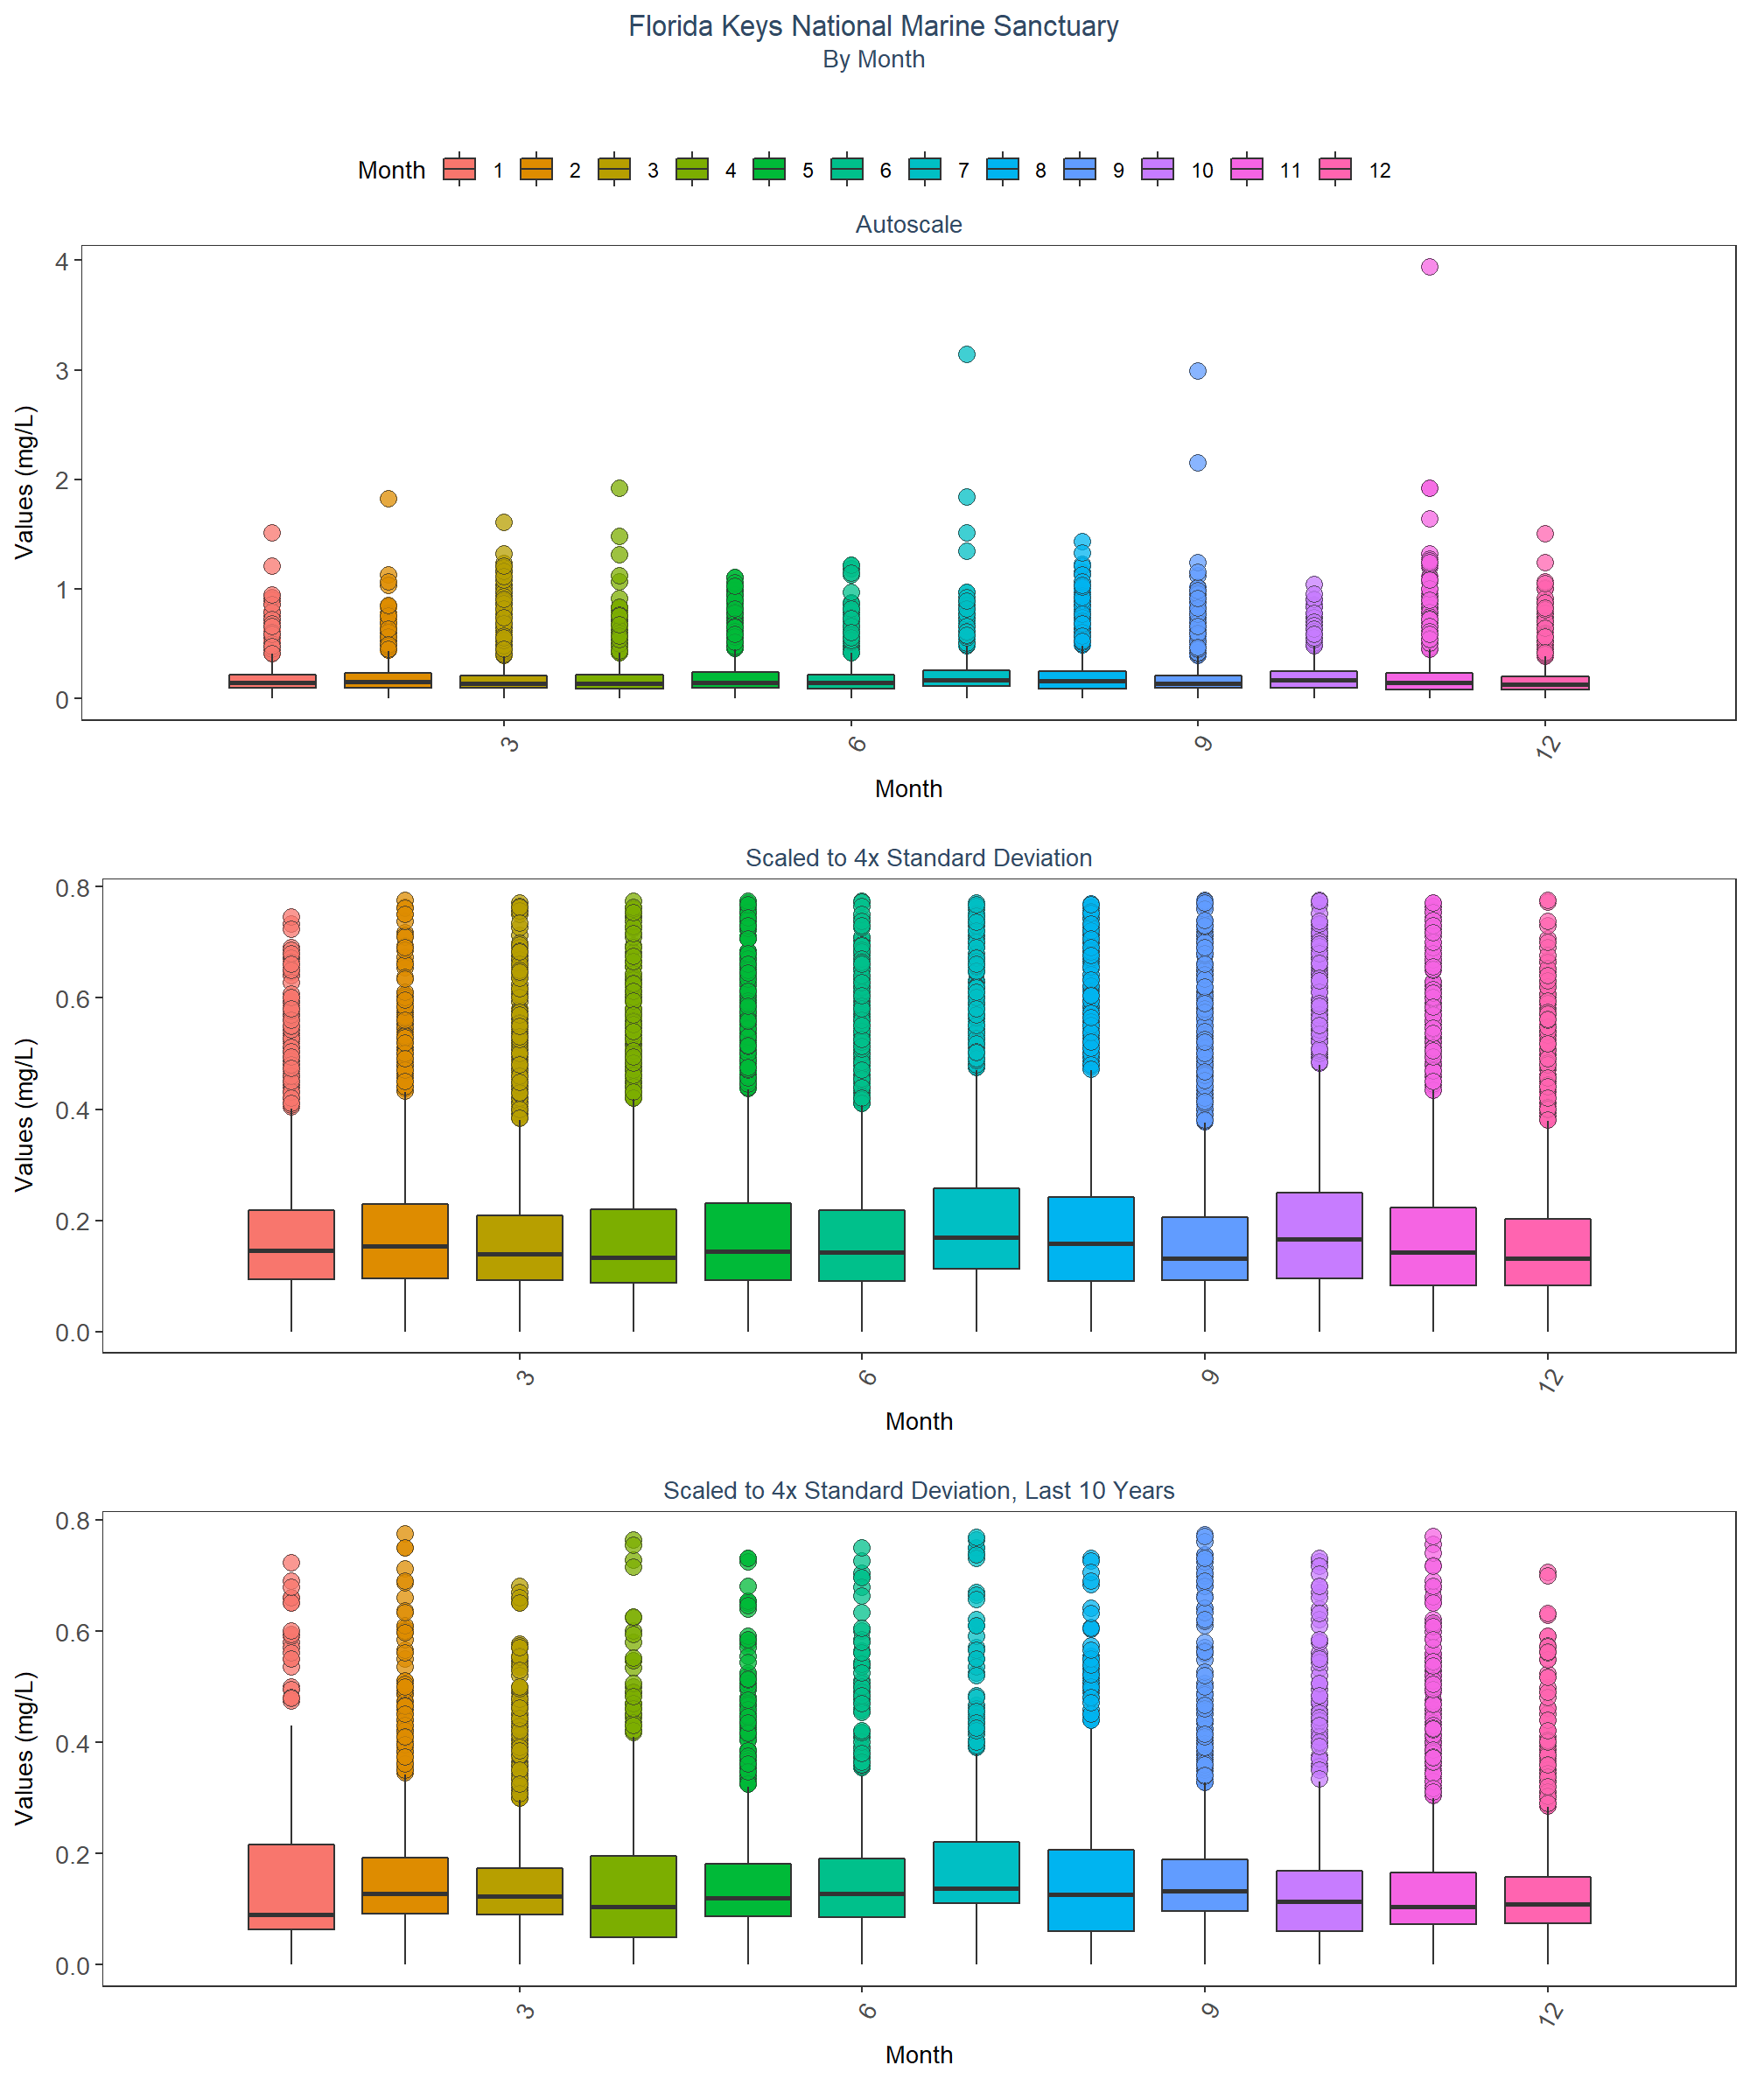 Florida Keys National Marine Sanctuary
By Month
Month 1 2 3 4 5 6 7 8 9 10 11 12
Autoscale
4
3
2
1
0
Values (mg/L)
3 6 9 12
Month
Scaled to 4x Standard Deviation
0.8
0.6
0.4
0.2
0.0
Values (mg/L)
3 6 9 12
Month
Scaled to 4x Standard Deviation, Last 10 Years
0.8
0.6
0.4
0.2
0.0
Values (mg/L)
3 6 9 12
Month